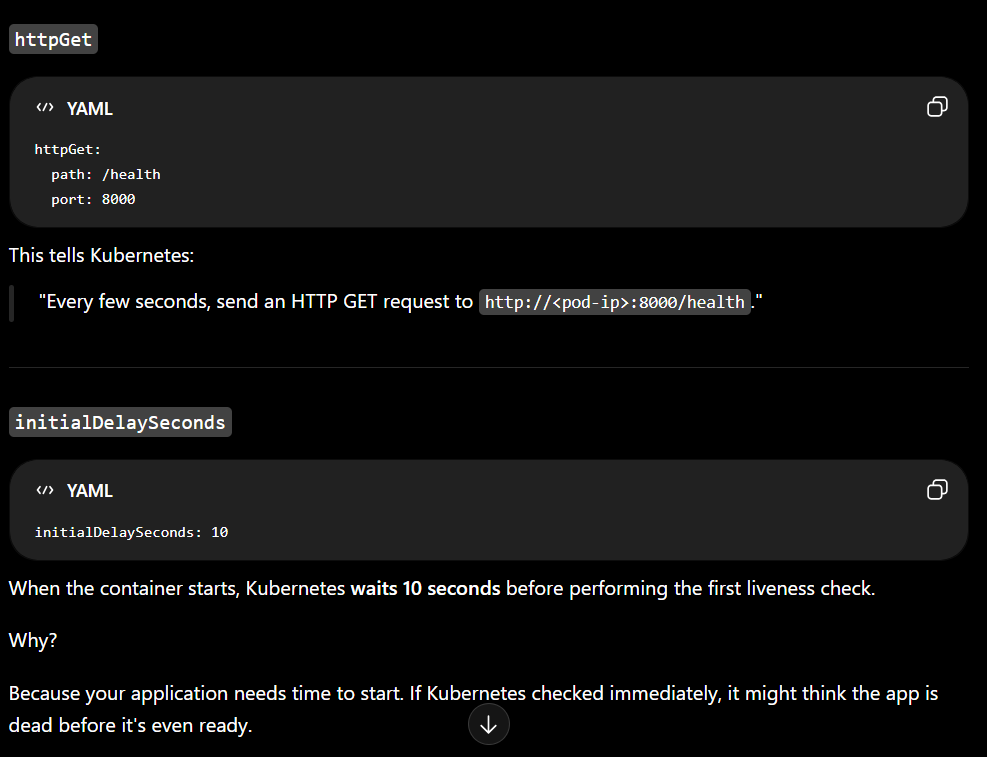 httpGet
YAML
httpGet:
  path: /health
  port: 8000
This tells Kubernetes:
"Every few seconds, send an HTTP GET request to http://<pod-ip>:8000/health."
initialDelaySeconds
YAML
initialDelaySeconds: 10
When the container starts, Kubernetes waits 10 seconds before performing the first liveness check.
Why?
Because your application needs time to start. If Kubernetes checked immediately, it might think the app is
dead before it's even ready.